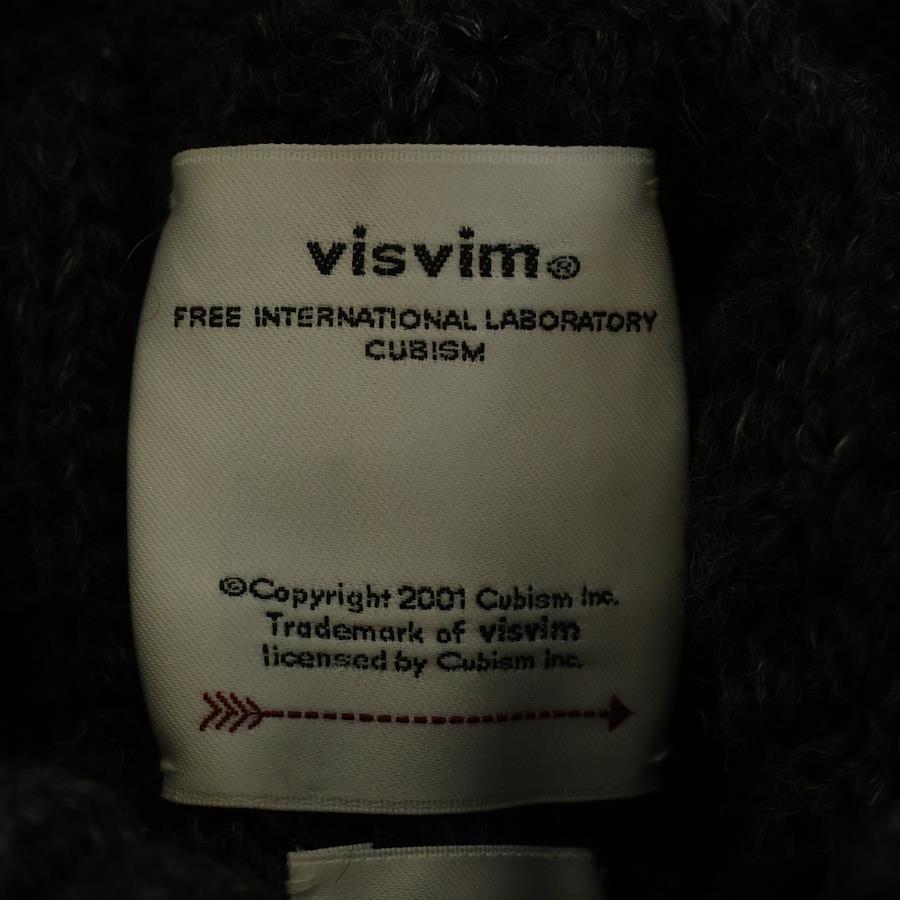 visvim®
FREE INTERNATIONAL LABORATORY
CUBISM
©Copyright 2001 Cubism Inc.
Trademark of visvim
licensed by Cubism inc.